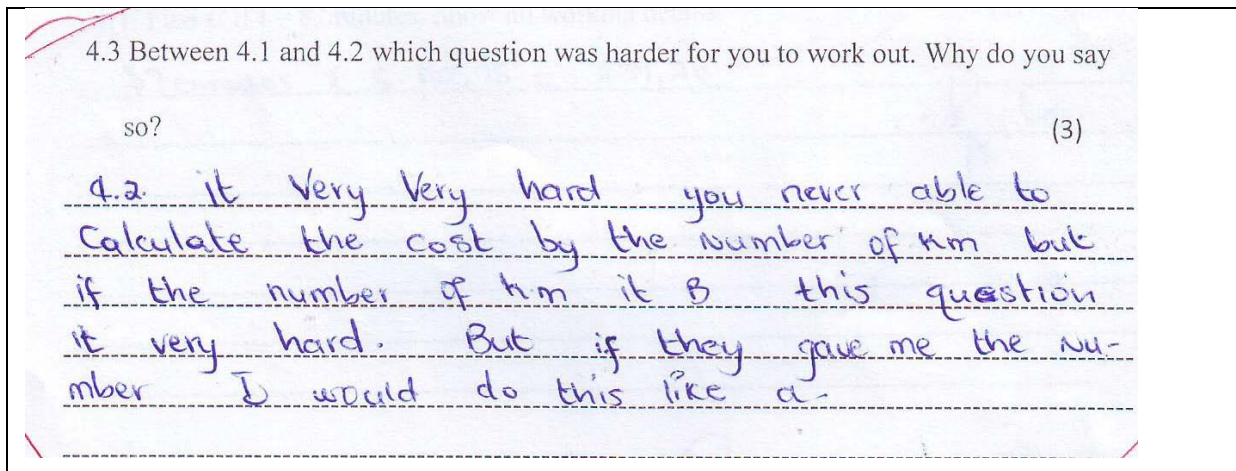 4.3 Between 4.1 and 4.2 which question was harder for you to work out. Why do you say
so? (3)
4.2. it Very Very hard you never able to
Calculate the cost by the number of km but
if the number of km it B this question
it very hard. But if they gave me the nu-
mber I would do this like a-